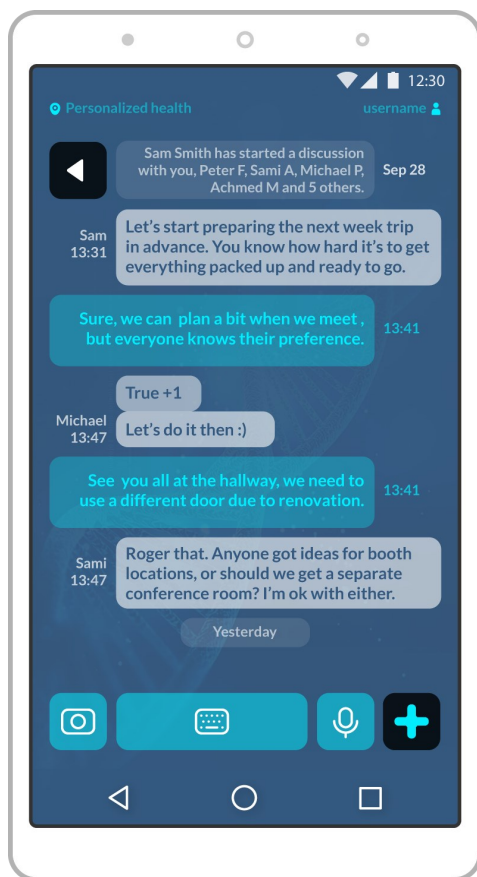 12:30
Personalized health
username
Sam Smith has started a discussion
with you, Peter F, Sami A, Michael P,
Achmed M and 5 others.
Sep 28
Sam
13:31
Let's start preparing the next week trip
in advance. You know how hard it's to get
everything packed up and ready to go.
Sure, we can plan a bit when we meet ,
but everyone knows their preference.
13:41
True +1
Michael
13:47
Let's do it then :)
See you all at the hallway, we need to
use a different door due to renovation.
13:41
Sami
13:47
Roger that. Anyone got ideas for booth
locations, or should we get a separate
conference room? I'm ok with either.
Yesterday